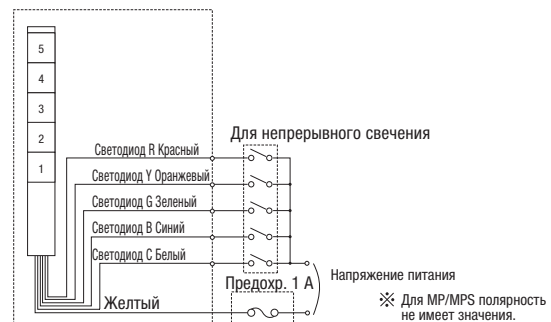 5
4
3
2
1
Для непрерывного свечения
Светодиод R Красный
Светодиод Y Оранжевый
Светодиод G Зеленый
Светодиод B Синий
Светодиод C Белый
Предохр. 1 А
Напряжение питания
Желтый
※ Для MP/MPS полярность
не имеет значения.